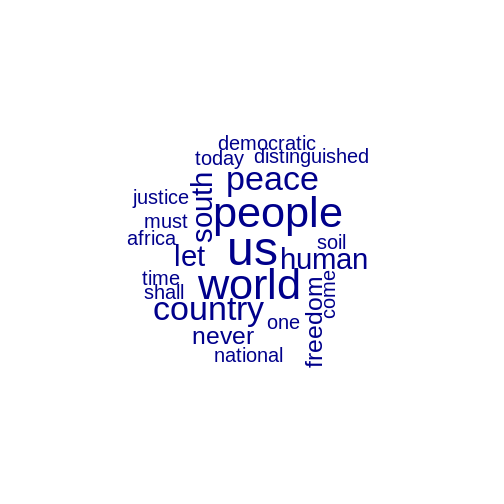 democratic
today
distinguished
peace
justice
south
people
must
africa
us
soil
let
human
time
world
shall
come
country
freedom
one
never
national